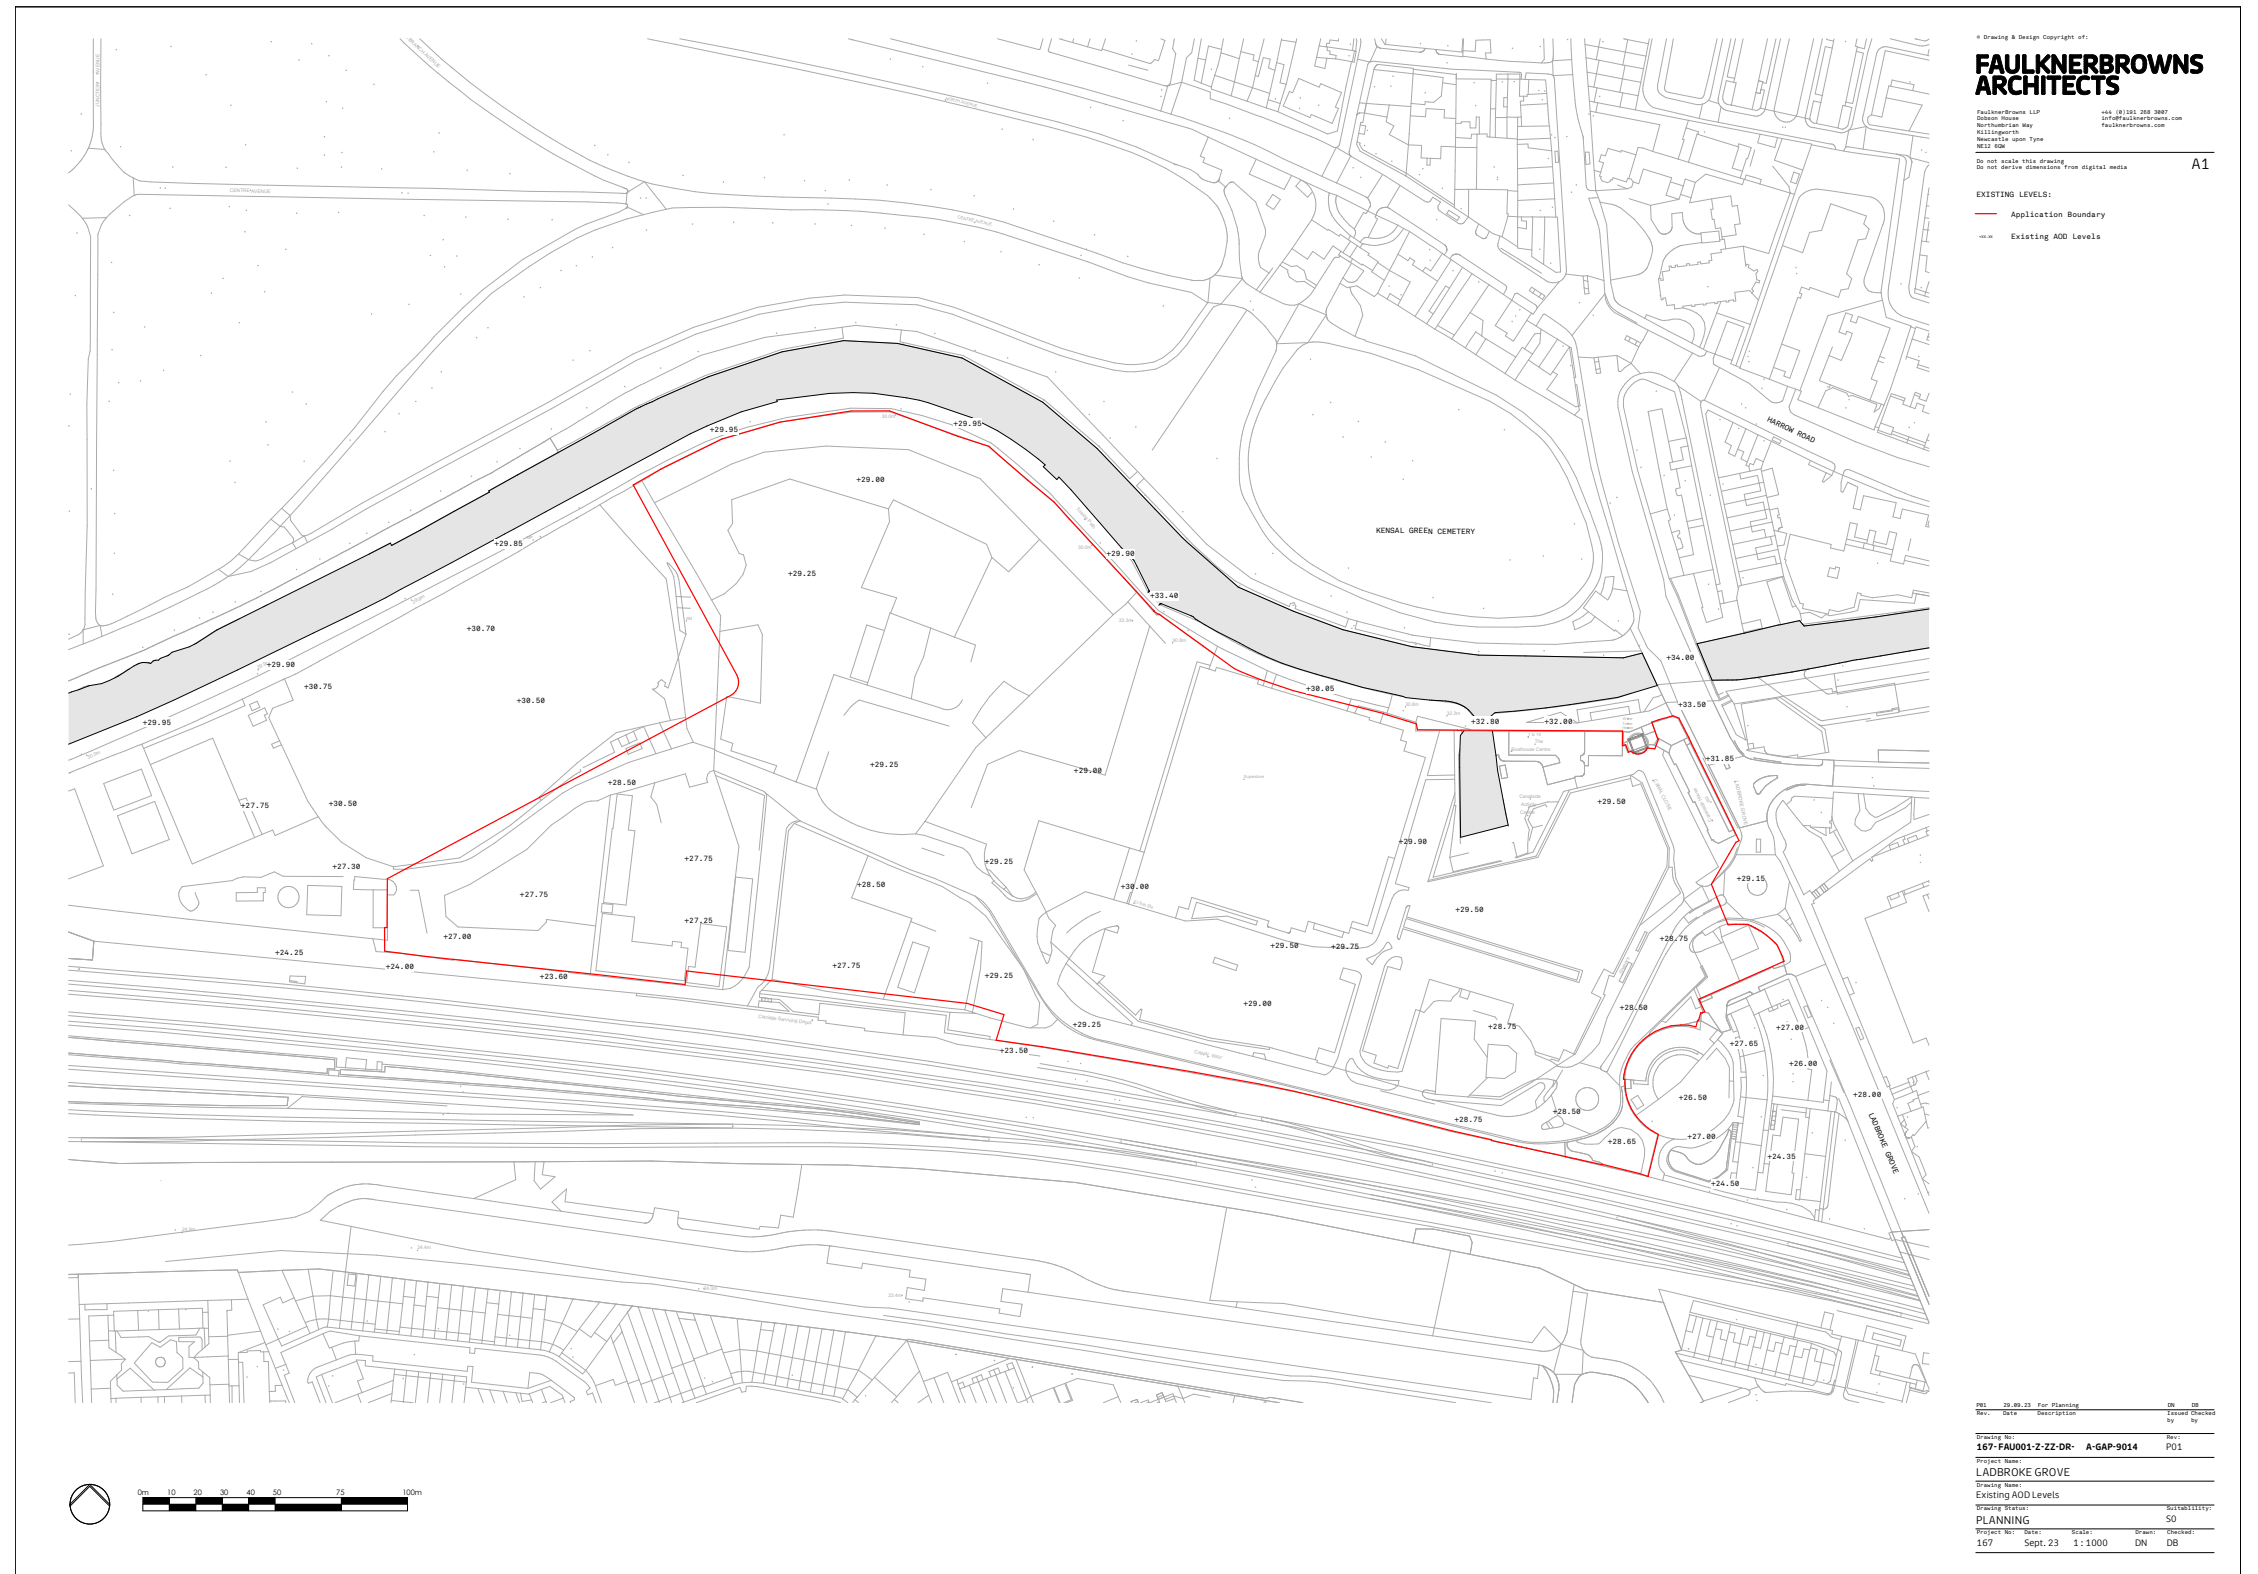 © Drawing & Design Copyright of:
FAULKNERBROWNS
ARCHITECTS
FaulknerBrowns LLP
Dobson House
Northumbrian Way
Killingworth
Newcastle upon Tyne
NE12 6QW
+44 (0)191 268 3007
info@faulknerbrowns.com
faulknerbrowns.com
Do not scale this drawing
Do not derive dimensions from digital media
A1
EXISTING LEVELS:
Application Boundary
+xx.xx
Existing AOD Levels
CENTRE AVENUE
CENTRE AVENUE
HARROW ROAD
KENSAL GREEN CEMETERY
+29.95
+29.95
+29.00
+29.85
+29.90
+29.25
+33.40
+30.70
+34.00
+29.90
+30.75
+30.05
+30.50
+33.50
+29.95
+32.80
+32.00
+31.85
+29.25
+29.00
+28.50
+27.75
+30.50
+29.50
+29.90
+27.75
+29.25
+27.30
+29.15
+28.50
+30.00
+27.75
+29.50
+27.25
+27.00
+28.75
+29.50
+29.75
+24.25
+24.00
+27.75
+23.60
+29.25
+29.00
+28.50
+29.25
+28.75
+27.00
+27.65
+23.50
+26.00
+26.50
+28.00
+28.50
+28.75
+27.00
+28.65
+24.35
+24.50
LADBROKE GROVE
0m 10 20 30 40 50 75 100m
P01 29.09.23 For Planning DN DB
Rev. Date Description Issued by Checked by
Drawing No: Rev:
167-FAU001-Z-ZZ-DR- A-GAP-9014 P01
Project Name:
LADBROKE GROVE
Drawing Name:
Existing AOD Levels
Drawing Status: Suitablility:
PLANNING S0
Project No: Date: Scale: Drawn: Checked:
167 Sept. 23 1 : 1000 DN DB